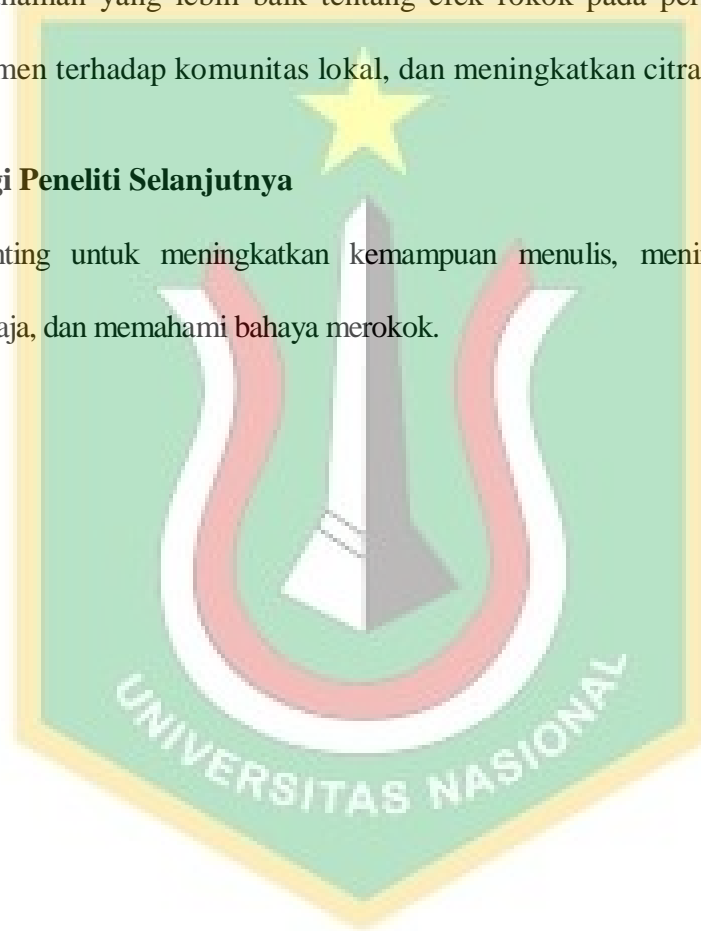 haman yang lebih baik tentang efek rokok pada per
men terhadap komunitas lokal, dan meningkatkan citra
gi Peneliti Selanjutnya
nting untuk meningkatkan kemampuan menulis, meni
aja, dan memahami bahaya merokok.
UNIVERSITAS NASIONAL